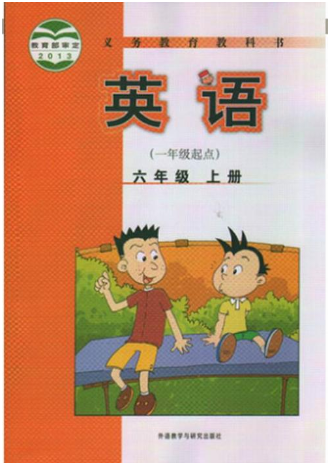 教育部审定
2013
义务教育教科书
英语
（一年级起点）
六年级 上册
外语教学与研究出版社